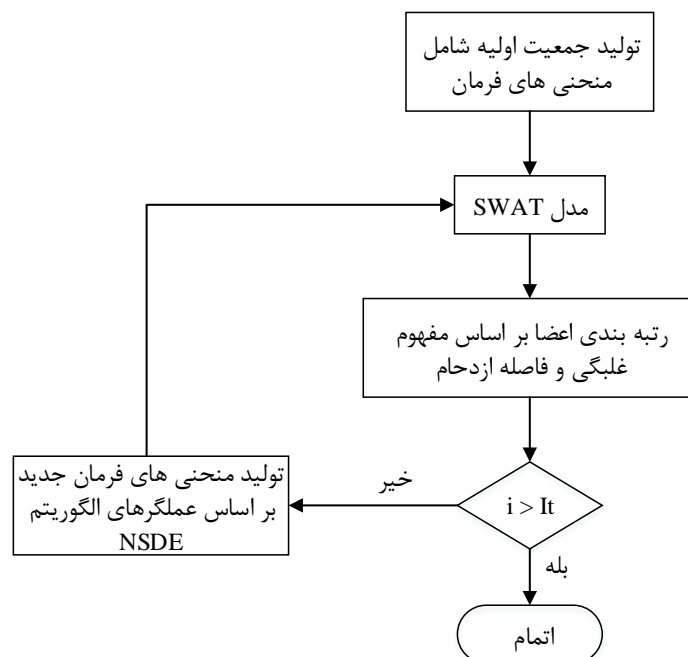 تولید جمعیت اولیه شامل
منحنی های فرمان
مدل SWAT
رتبه بندی اعضا بر اساس مفهوم
غلبگی و فاصله ازدحام
i > It
خیر
تولید منحنی های فرمان جدید
بر اساس عملگرهای الگوریتم
NSDE
بله
اتمام